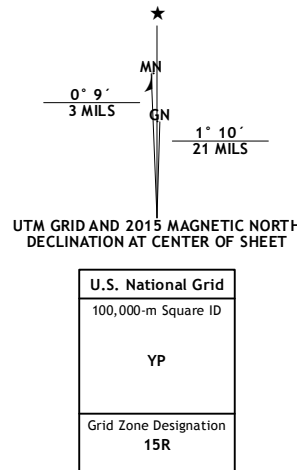 MN
0° 9´
3 MILS
GN
1° 10´
21 MILS
UTM GRID AND 2015 MAGNETIC NORTH
DECLINATION AT CENTER OF SHEET
U.S. National Grid
100,000-m Square ID
YP
Grid Zone Designation
15R